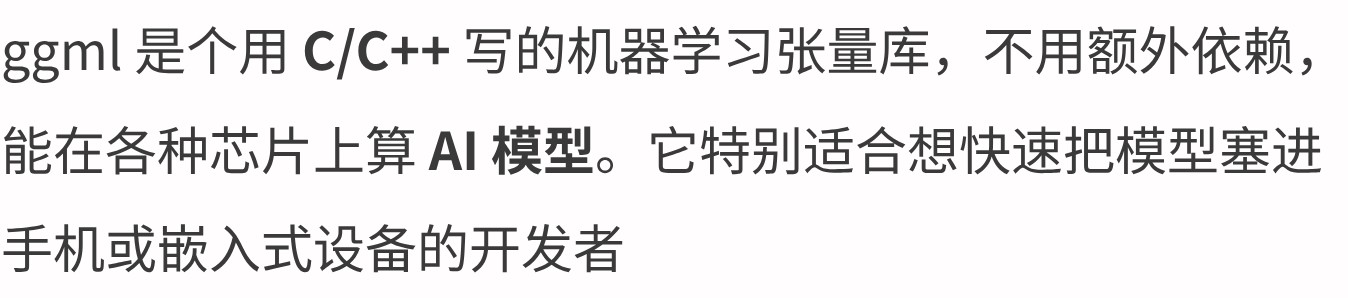 ggml 是个用 C/C++ 写的机器学习张量库，不用额外依赖，
能在各种芯片上算 AI 模型。它特别适合想快速把模型塞进
手机或嵌入式设备的开发者